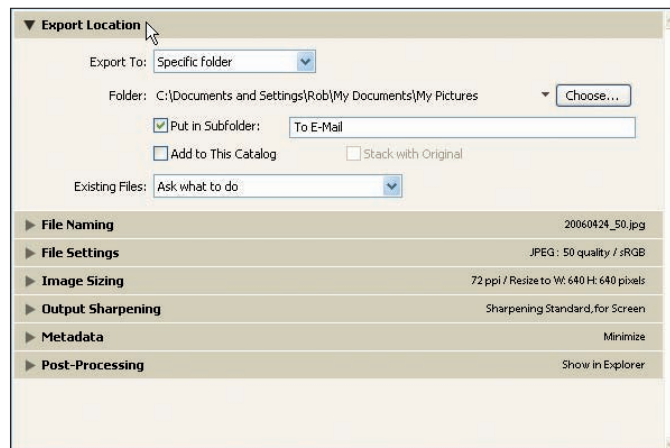 Export Location
Export To: Specific folder
Folder: C:\Documents and Settings\Rob\My Documents\My Pictures Choose...
Put in Subfolder: To E-Mail
Add to This Catalog Stack with Original
Existing Files: Ask what to do
File Naming 20060424_50.jpg
File Settings JPEG : 50 quality / sRGB
Image Sizing 72 ppi / Resize to W: 640 H: 640 pixels
Output Sharpening Sharpening Standard, for Screen
Metadata Minimize
Post-Processing Show in Explorer